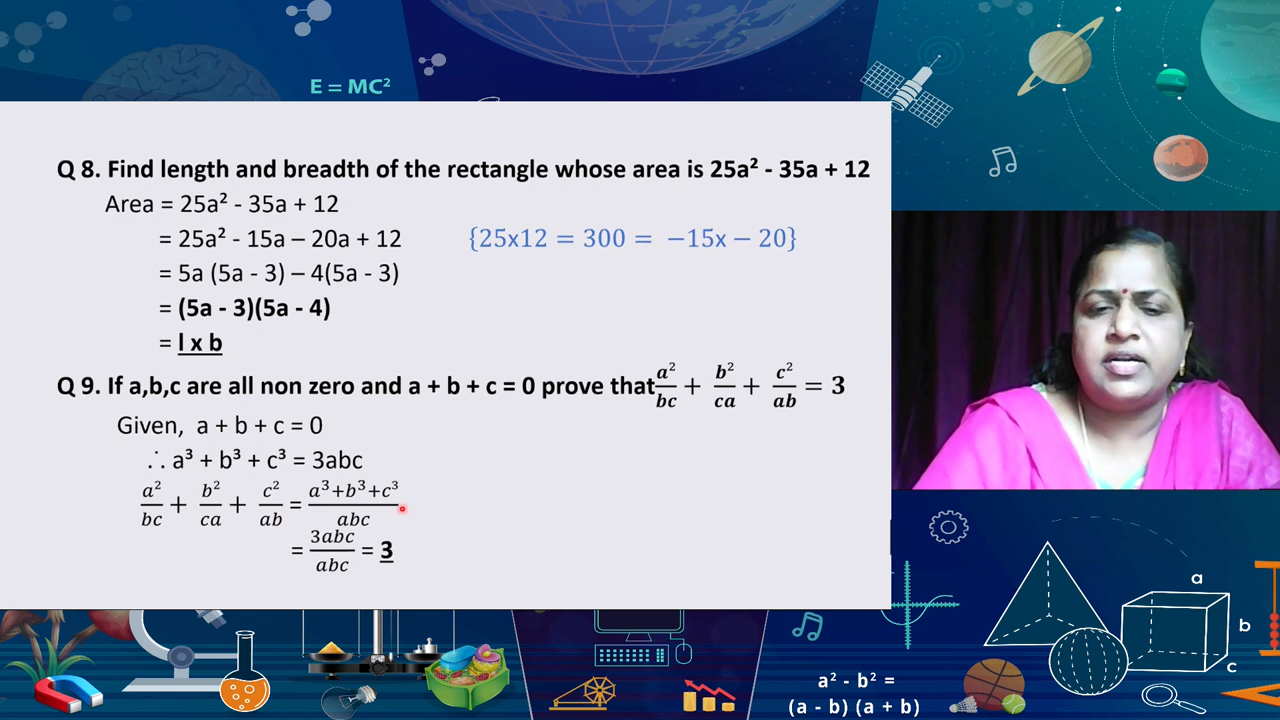 E = MC²
Q 8. Find length and breadth of the rectangle whose area is 25a² - 35a + 12
Area = 25a² - 35a + 12
= 25a² - 15a – 20a + 12 {25x12 = 300 = −15x − 20}
= 5a (5a - 3) – 4(5a - 3)
= (5a - 3)(5a - 4)
= l x b
Q 9. If a,b,c are all non zero and a + b + c = 0 prove that a²/bc + b²/ca + c²/ab = 3
Given, a + b + c = 0
∴ a³ + b³ + c³ = 3abc
a²/bc + b²/ca + c²/ab = a³+b³+c³/abc
= 3abc/abc = 3
a
b
c
a² - b² =
(a - b) (a + b)